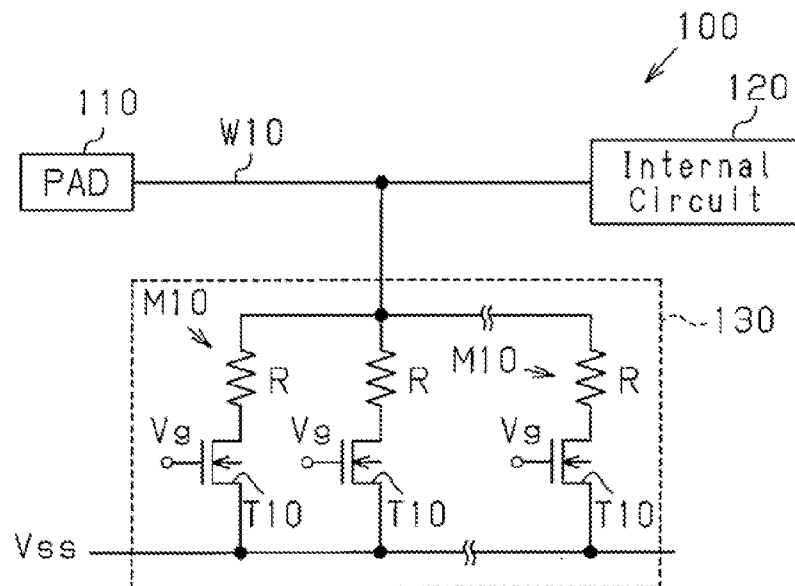 100
110
120
W10
PAD
Internal
Circuit
M10
130
R
R
M10
R
Vg
Vg
Vg
T10
T10
T10
Vss